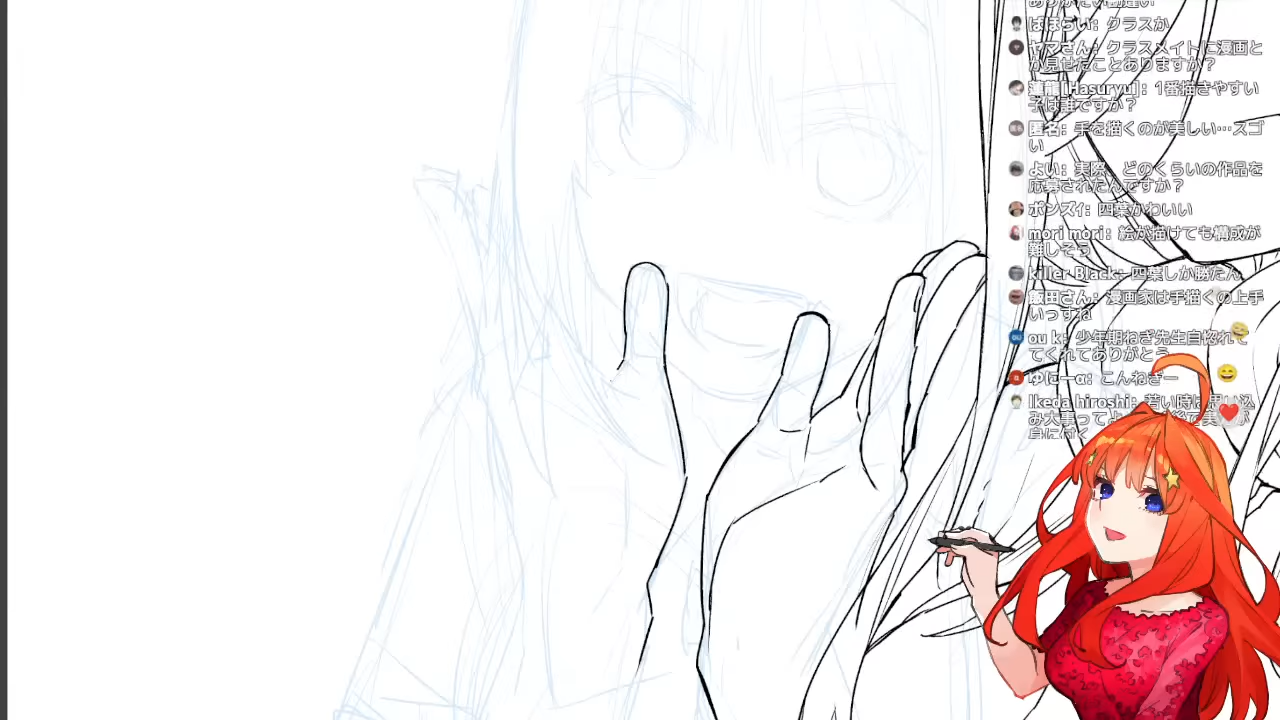 ぱぱらい: クラスか
ヤマさん: クラスメイトに漫画と
か見せたことありますか？
蓮龍[Hasuryu]: 1番描きやすい
子は誰ですか？
匿名: 手を描くのが美しい…スゴ
い
よい: 実際、どのくらいの作品を
応募されたんですか？
ポンズイ: 四葉かわいい
mori mori: 絵が描けても構成が
難しそう
killer Black: 四葉しか勝たん
飯田さん: 漫画家は手描くの上手
いっすね
ou k: 少年期ねぎ先生自惚れて
てくれてありがとう
ゆにーα: こんねぎー
Ikeda hiroshi: 若い時は思い込
み大事ってよ
身に付く